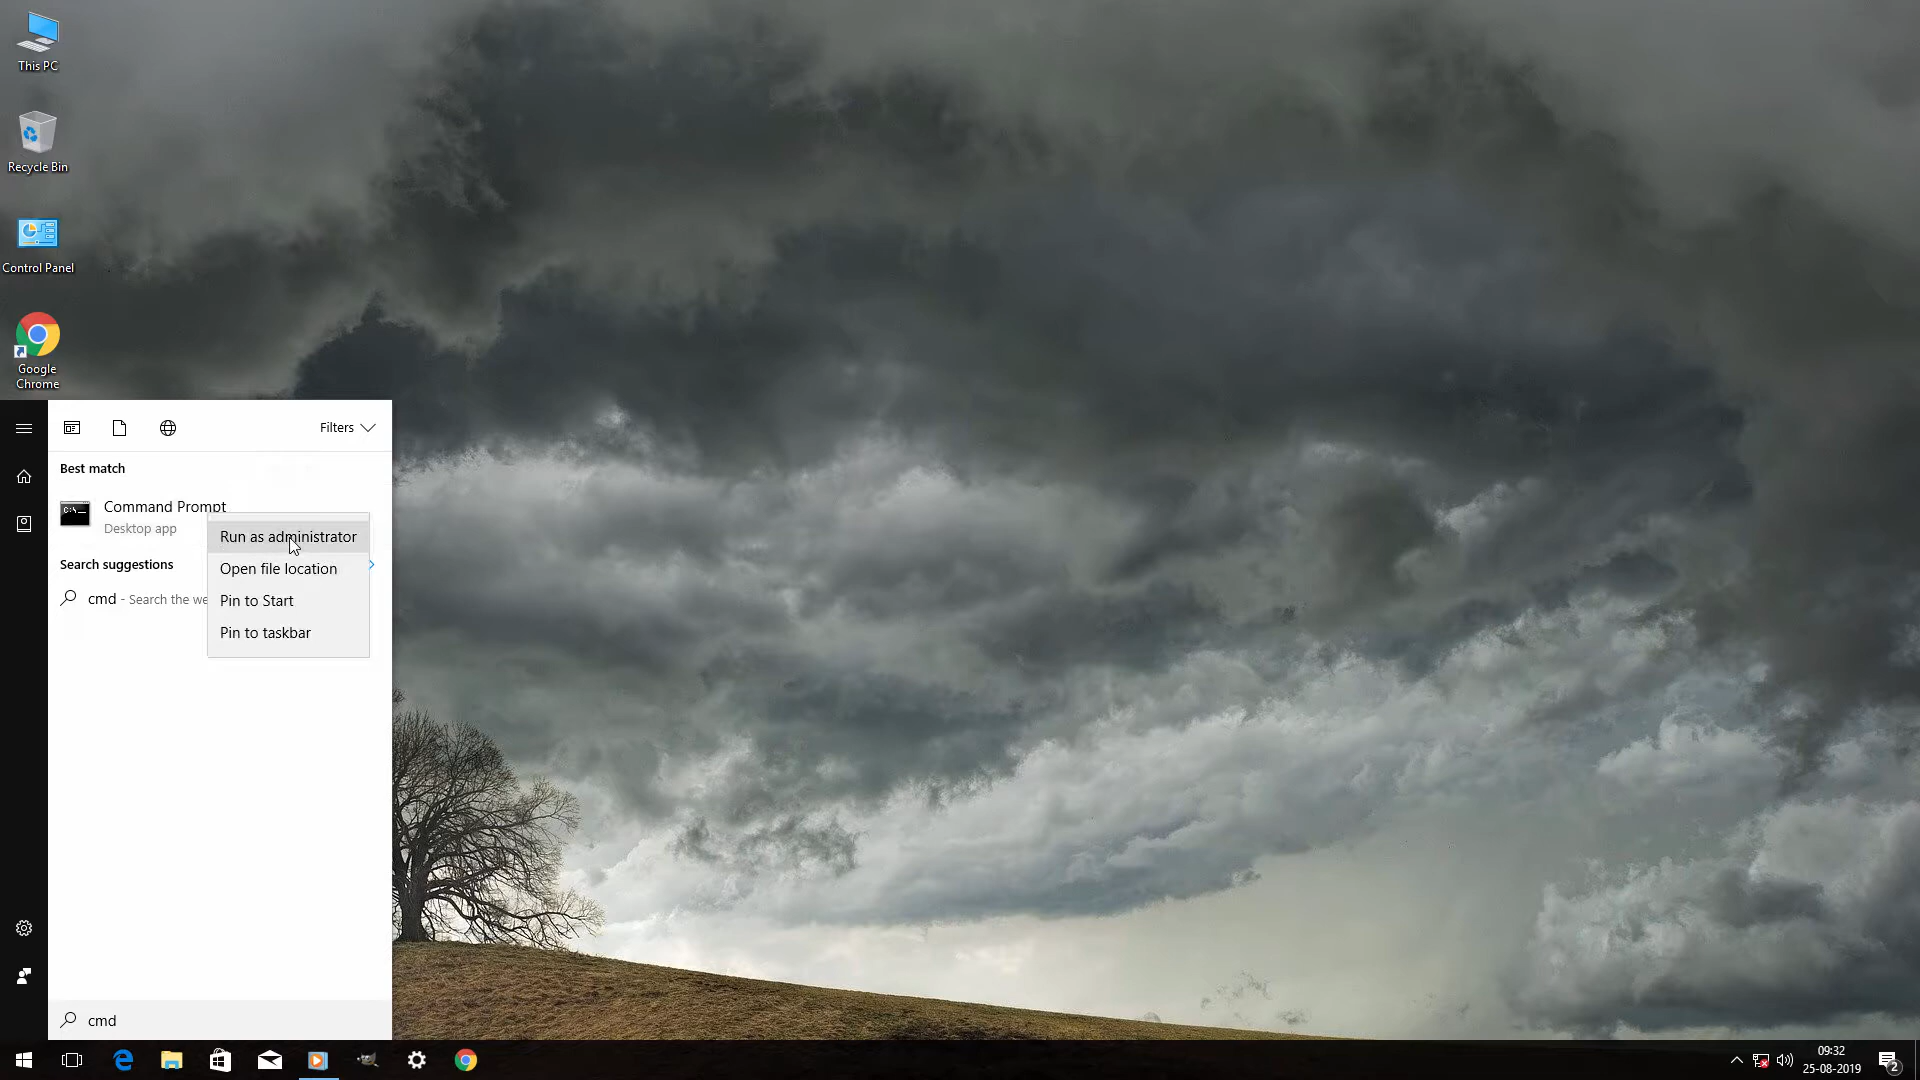 This PC
Recycle Bin
Control Panel
Google
Chrome
Filters
Best match
C:\
Command Prompt
Desktop app
Run as administrator
Open file location
Pin to Start
Pin to taskbar
Search suggestions
cmd - Search the we
cmd
09:32
25-08-2019
2